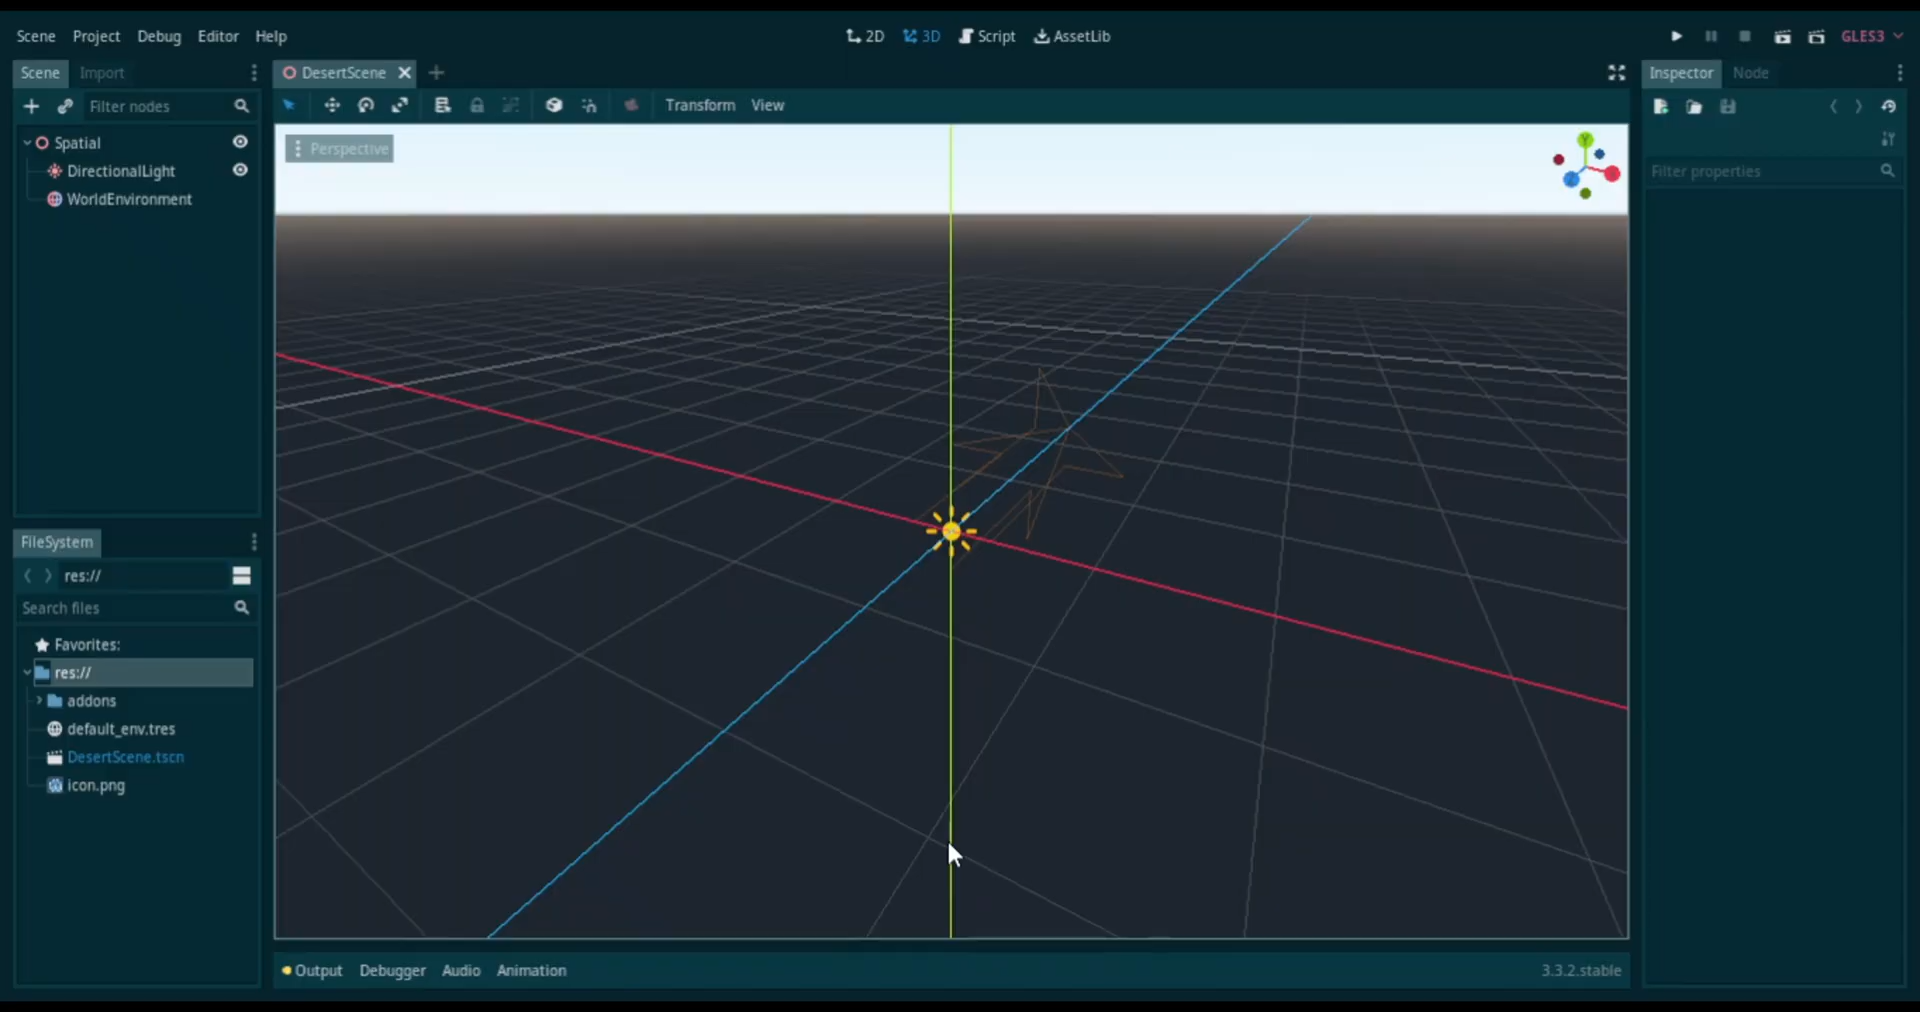 Scene Project Debug Editor Help
2D 3D Script AssetLib
GLES3
Scene Import
DesertScene
Inspector Node
Filter nodes
Transform View
Spatial
DirectionalLight
WorldEnvironment
Perspective
Y
Filter properties
FileSystem
res://
Search files
Favorites:
res://
addons
default_env.tres
DesertScene.tscn
icon.png
Output Debugger Audio Animation
3.3.2.stable